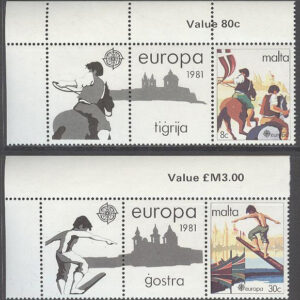 Value 80c
europa
1981
tiġrija
malta
8c
Value £M3.00
europa
1981
ġostra
malta
30c